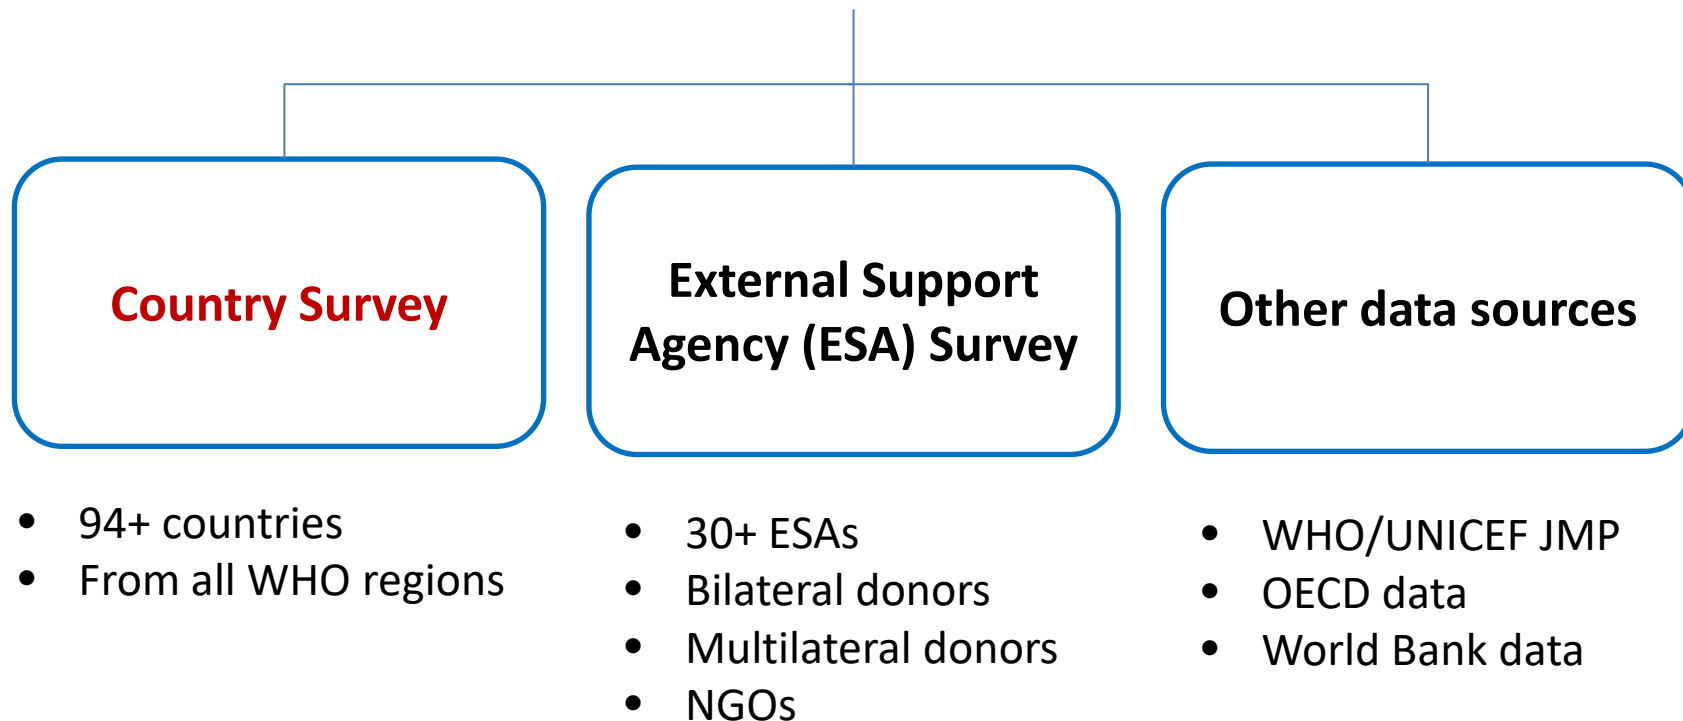 Country Survey
• 94+ countries
• From all WHO regions
External Support
Agency (ESA) Survey
• 30+ ESAs
• Bilateral donors
• Multilateral donors
• NGOs
Other data sources
• WHO/UNICEF JMP
• OECD data
• World Bank data